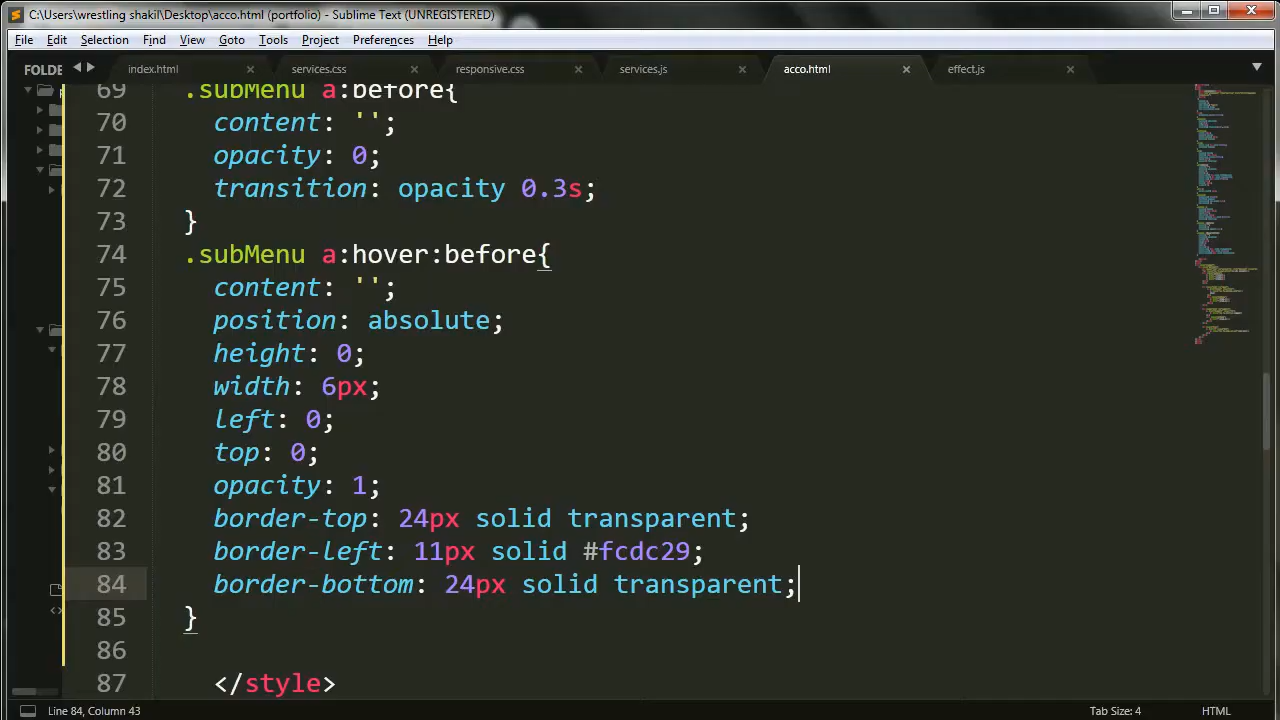 C:\Users\wrestling shakil\Desktop\acco.html (portfolio) - Sublime Text (UNREGISTERED)
File Edit Selection Find View Goto Tools Project Preferences Help
FOLDE index.html services.css responsive.css services.js acco.html effect.js
69 .subMenu a:before{
70 content: '';
71 opacity: 0;
72 transition: opacity 0.3s;
73 }
74 .subMenu a:hover:before{
75 content: '';
76 position: absolute;
77 height: 0;
78 width: 6px;
79 left: 0;
80 top: 0;
81 opacity: 1;
82 border-top: 24px solid transparent;
83 border-left: 11px solid #fcdc29;
84 border-bottom: 24px solid transparent;
85 }
86
87 </style>
Line 84, Column 43 Tab Size: 4 HTML